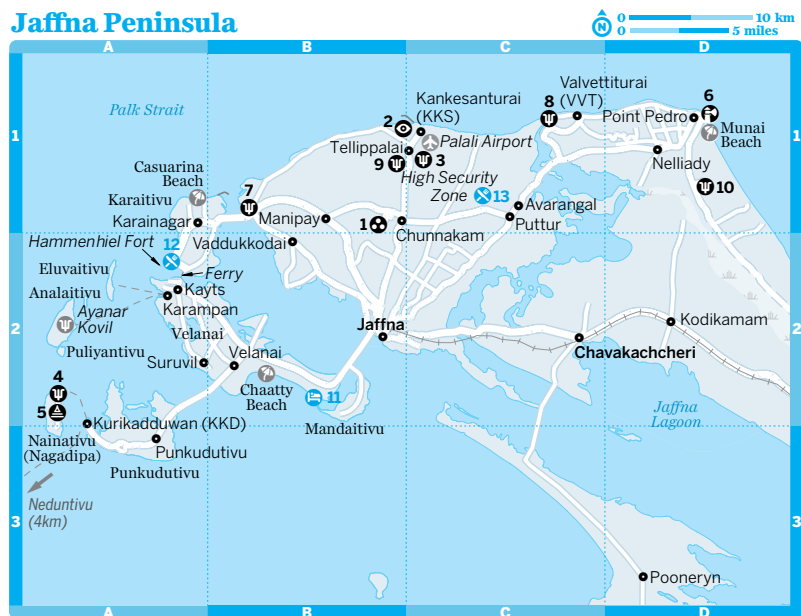 Jaffna Peninsula
N
0 10 km
0 5 miles
A B C D
1
Palk Strait
Kankesanturai
(KKS)
2
Tellippalai
Palali Airport
9
3
High Security
Zone
13
8
Valvettiturai
(VVT)
Point Pedro
6
Munai
Beach
Nelliady
10
Avarangal
Puttur
Casuarina
Beach
Karaitivu
7
Karainagar
Manipay
1
Chunnakam
1
Hammenhiel Fort
12
Vaddukkodai
Eluvaitivu
Ferry
Analaitivu
Kayts
Karampan
Ayanar
Kovil
Velanai
Puliyantivu
Suruvil
Velanai
Jaffna
Chavakachcheri
Kodikamam
2
2
Chaatty
Beach
11
Mandaitivu
Jaffna
Lagoon
4
5
Kurikadduwan (KKD)
Nainativu
(Nagadipa)
Punkudutivu
Punkudutivu
Neduntivu
(4km)
3
3
Pooneryn
A B C D